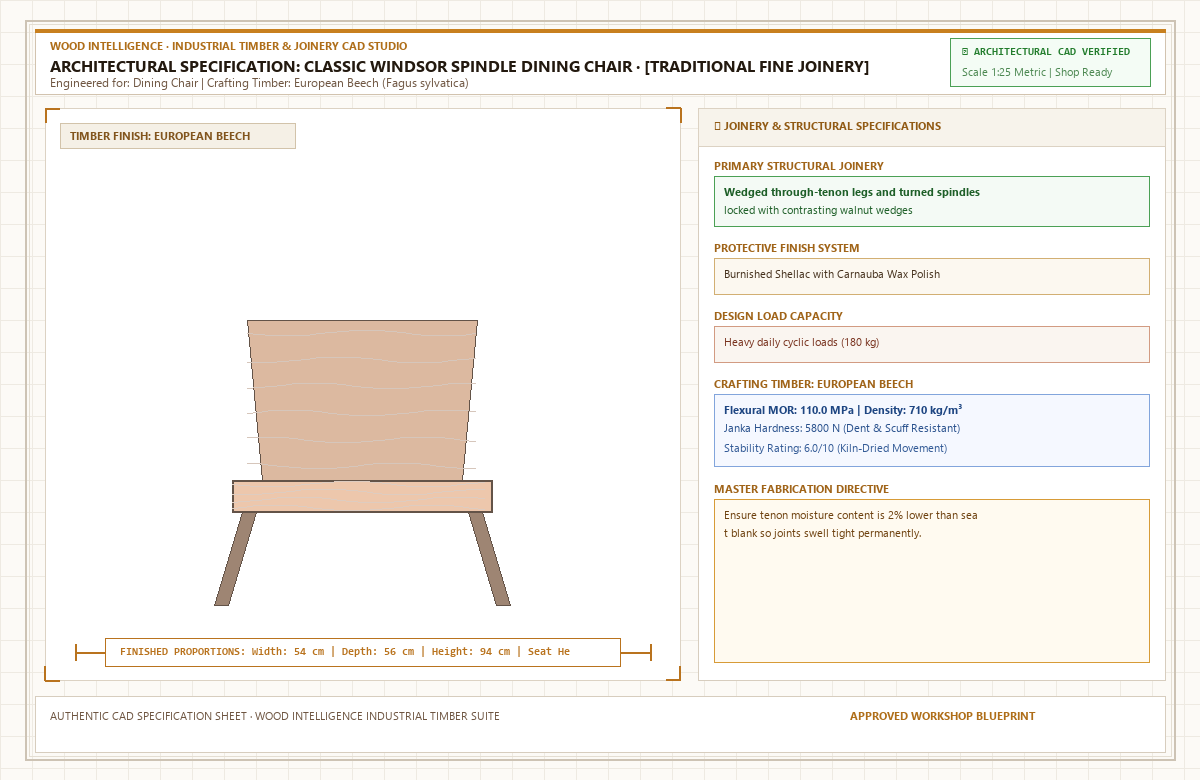 WOOD INTELLIGENCE · INDUSTRIAL TIMBER & JOINERY CAD STUDIO
ARCHITECTURAL SPECIFICATION: CLASSIC WINDSOR SPINDLE DINING CHAIR · [TRADITIONAL FINE JOINERY]
Engineered for: Dining Chair | Crafting Timber: European Beech (Fagus sylvatica)
ARCHITECTURAL CAD VERIFIED
Scale 1:25 Metric | Shop Ready
TIMBER FINISH: EUROPEAN BEECH
FINISHED PROPORTIONS: Width: 54 cm | Depth: 56 cm | Height: 94 cm | Seat He
JOINERY & STRUCTURAL SPECIFICATIONS
PRIMARY STRUCTURAL JOINERY
Wedged through-tenon legs and turned spindles
locked with contrasting walnut wedges
PROTECTIVE FINISH SYSTEM
Burnished Shellac with Carnauba Wax Polish
DESIGN LOAD CAPACITY
Heavy daily cyclic loads (180 kg)
CRAFTING TIMBER: EUROPEAN BEECH
Flexural MOR: 110.0 MPa | Density: 710 kg/m³
Janka Hardness: 5800 N (Dent & Scuff Resistant)
Stability Rating: 6.0/10 (Kiln-Dried Movement)
MASTER FABRICATION DIRECTIVE
Ensure tenon moisture content is 2% lower than sea
t blank so joints swell tight permanently.
AUTHENTIC CAD SPECIFICATION SHEET · WOOD INTELLIGENCE INDUSTRIAL TIMBER SUITE
APPROVED WORKSHOP BLUEPRINT